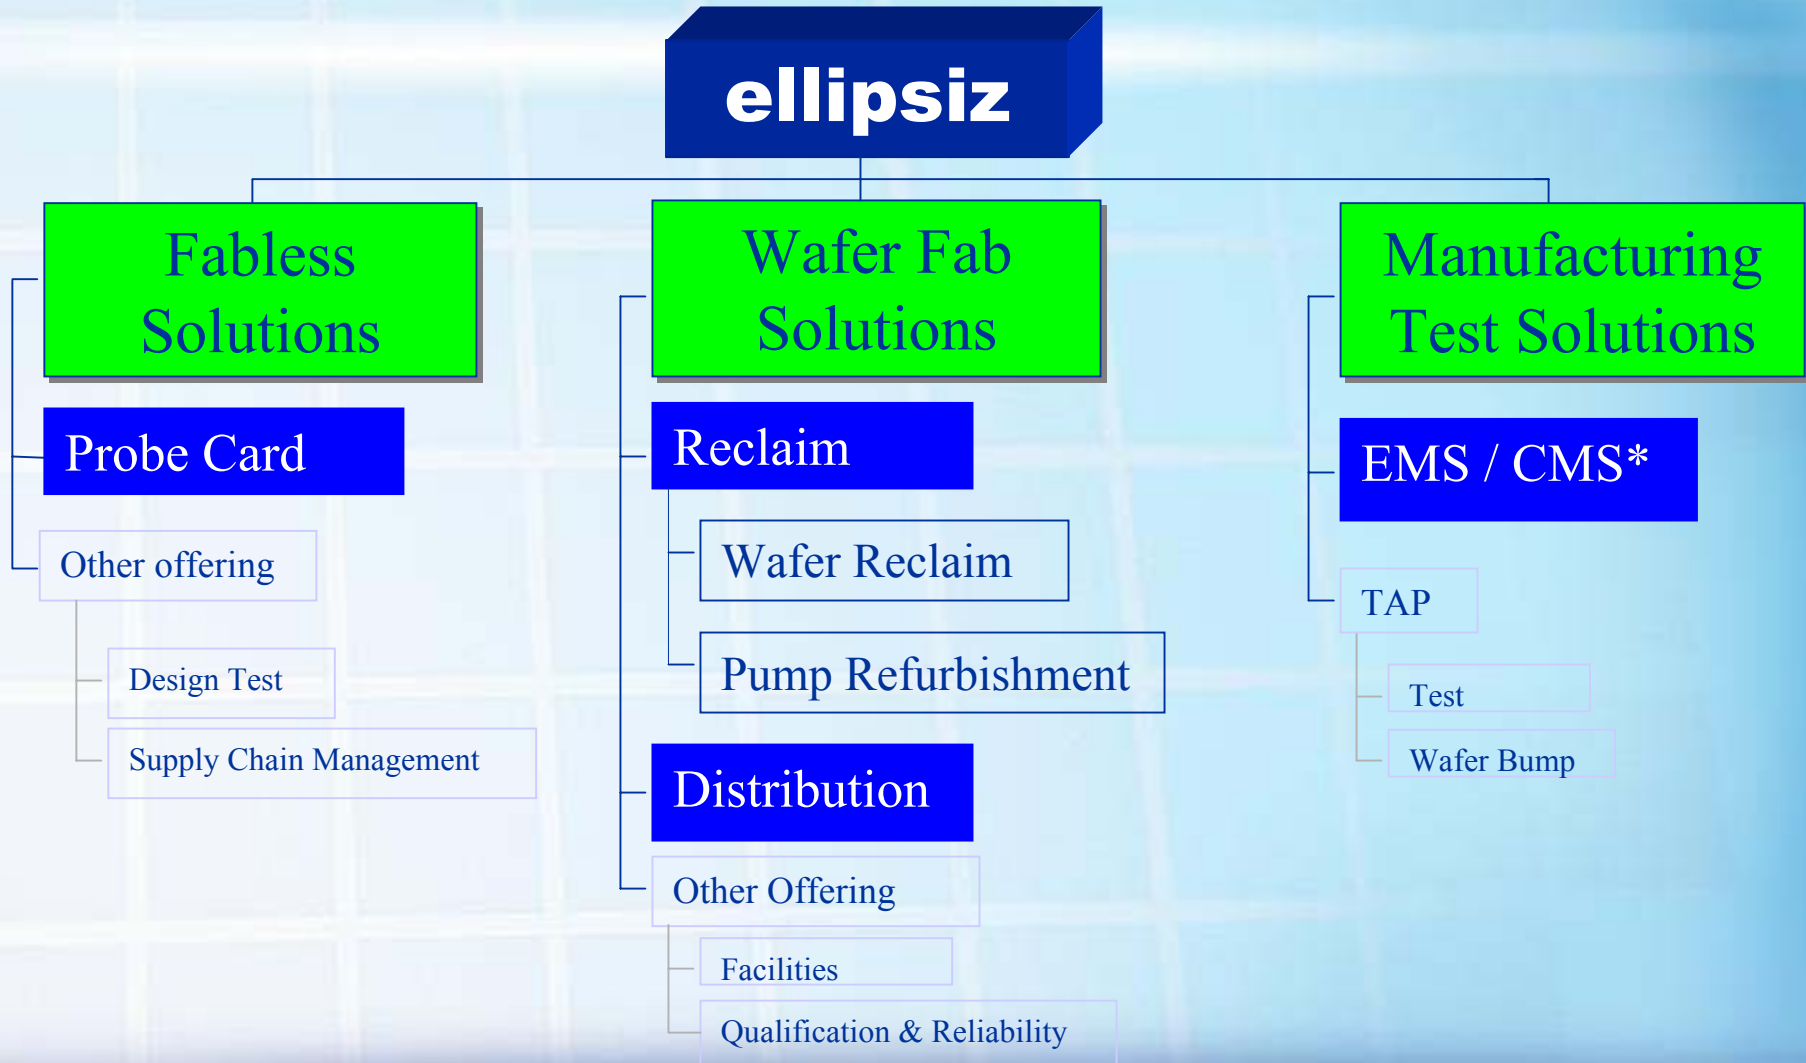 ellipsiz
Fabless
Solutions
Probe Card
Other offering
Design Test
Supply Chain Management
Wafer Fab
Solutions
Reclaim
Wafer Reclaim
Pump Refurbishment
Distribution
Other Offering
Facilities
Qualification & Reliability
Manufacturing
Test Solutions
EMS / CMS*
TAP
Test
Wafer Bump